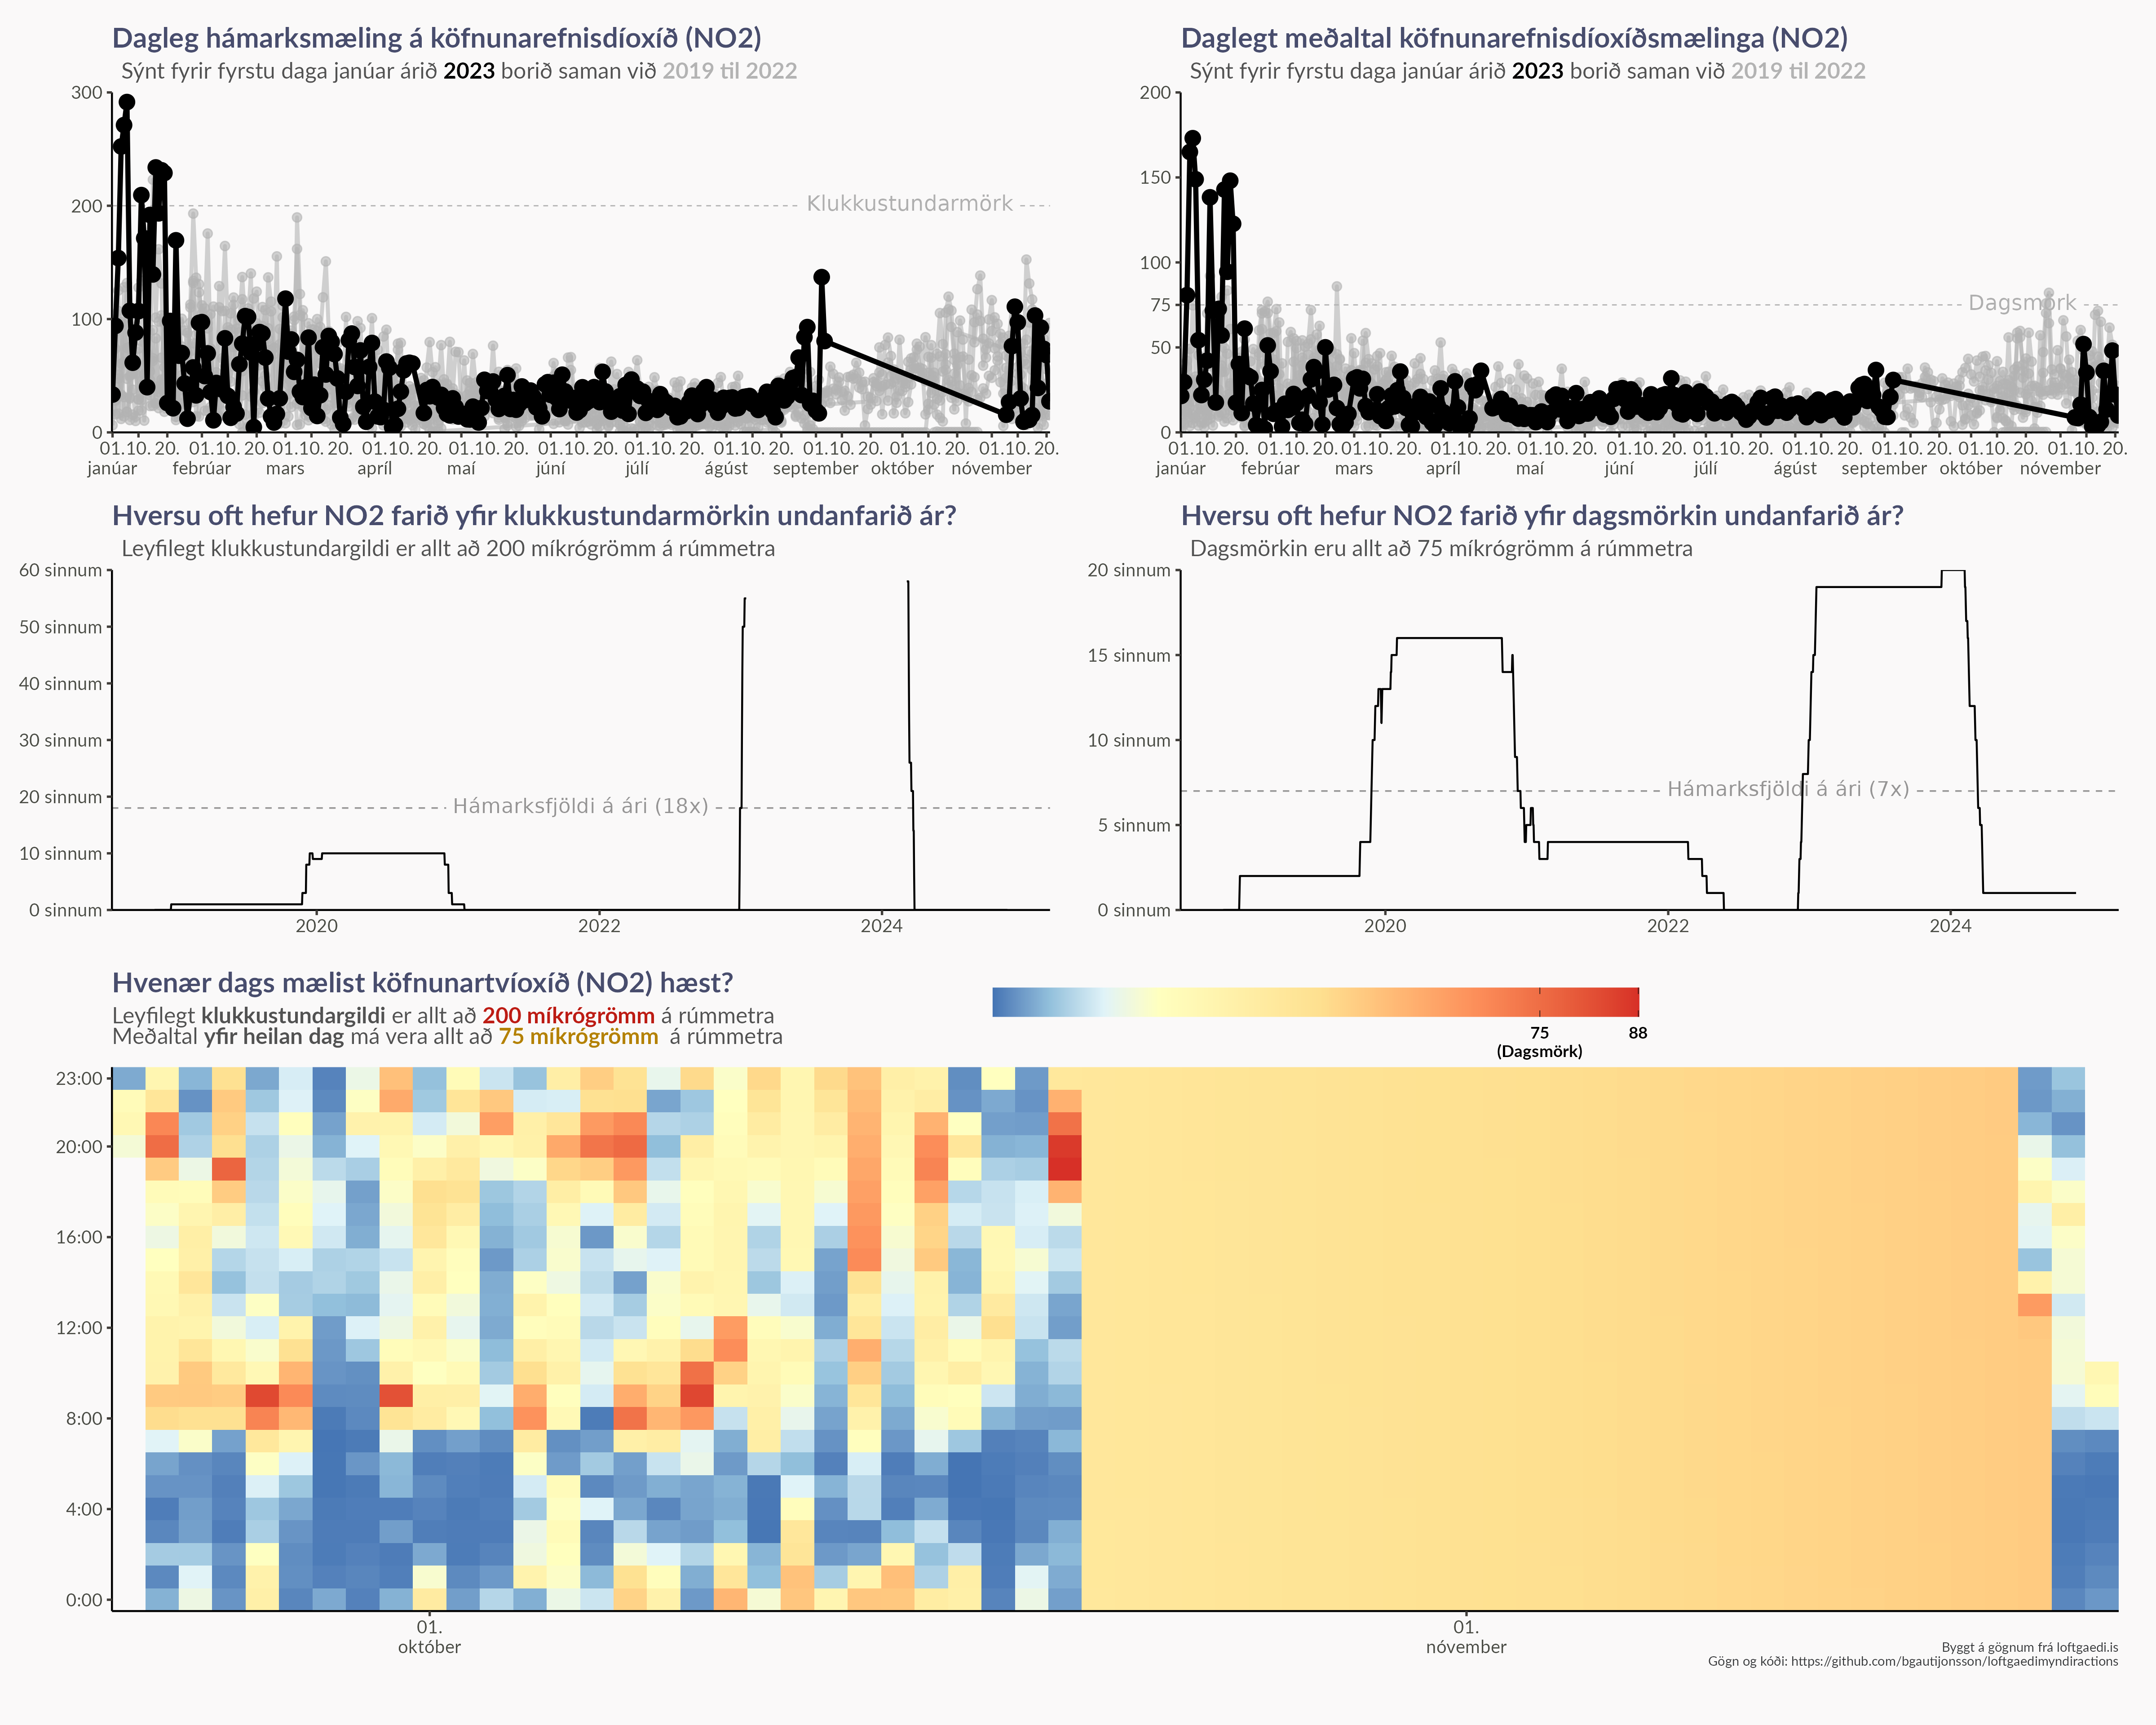 Dagleg hámarksmæling á köfnunarefnisdíoxíð (NO2)
Sýnt fyrir fyrstu daga janúar árið 2023 borið saman við 2019 til 2022
300
200
100
0
Klukkustundarmörk
01.10. 20. 01.10. 20. 01.10. 20. 01.10. 20. 01.10. 20. 01.10. 20. 01.10. 20. 01.10. 20. 01.10. 20. 01.10. 20. 01.10. 20.
janúar febrúar mars apríl maí júní júlí ágúst september október nóvember
Daglegt meðaltal köfnunarefnisdíoxíðsmælinga (NO2)
Sýnt fyrir fyrstu daga janúar árið 2023 borið saman við 2019 til 2022
200
150
100
75
50
0
Dagsmörk
01.10. 20. 01.10. 20. 01.10. 20. 01.10. 20. 01.10. 20. 01.10. 20. 01.10. 20. 01.10. 20. 01.10. 20. 01.10. 20. 01.10. 20.
janúar febrúar mars apríl maí júní júlí ágúst september október nóvember
Hversu oft hefur NO2 farið yfir klukkustundarmörkin undanfarið ár?
Leyfilegt klukkustundargildi er allt að 200 míkrógrömm á rúmmetra
60 sinnum
50 sinnum
40 sinnum
30 sinnum
20 sinnum
10 sinnum
0 sinnum
Hámarksfjöldi á ári (18x)
2020 2022 2024
Hversu oft hefur NO2 farið yfir dagsmörkin undanfarið ár?
Dagsmörkin eru allt að 75 míkrógrömm á rúmmetra
20 sinnum
15 sinnum
10 sinnum
5 sinnum
0 sinnum
Hámarksfjöldi á ári (7x)
2020 2022 2024
Hvenær dags mælist köfnunartvíoxíð (NO2) hæst?
Leyfilegt klukkustundargildi er allt að 200 míkrógrömm á rúmmetra
Meðaltal yfir heilan dag má vera allt að 75 míkrógrömm á rúmmetra
75 88
(Dagsmörk)
23:00
20:00
16:00
12:00
8:00
4:00
0:00
01. 01.
október nóvember
Byggt á gögnum frá loftgaedi.is
Gögn og kóði: https://github.com/bgautijonsson/loftgaedimyndiractions